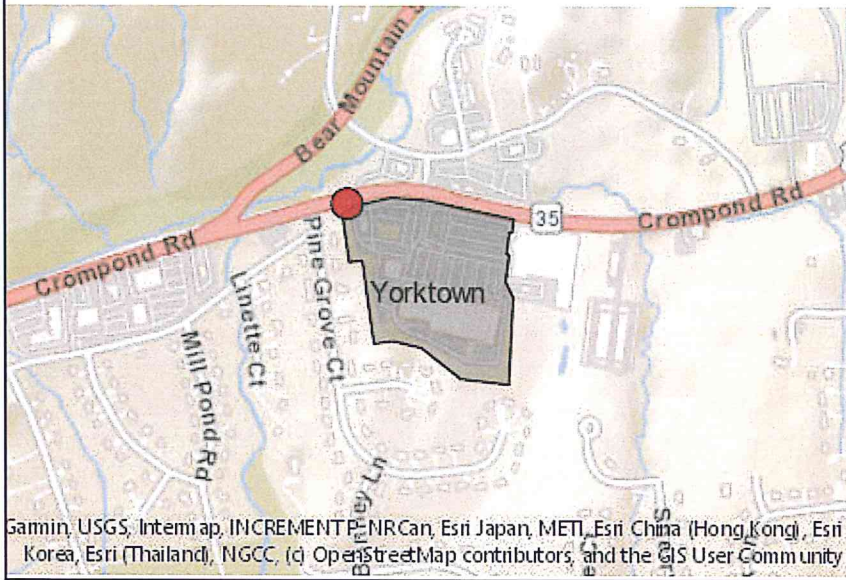 Bear Mountain S
35
Crompond Rd
Crompond Rd
Pine Grove Ct
Yorktown
Linette Ct
Mill Pond Rd
Ln
Garmin, USGS, Intermap, INCREMENT P, NRCan, Esri Japan, METI, Esri China (Hong Kong), Esri
Korea, Esri (Thailand), NGCC, (c) OpenStreetMap contributors, and the GIS User Community